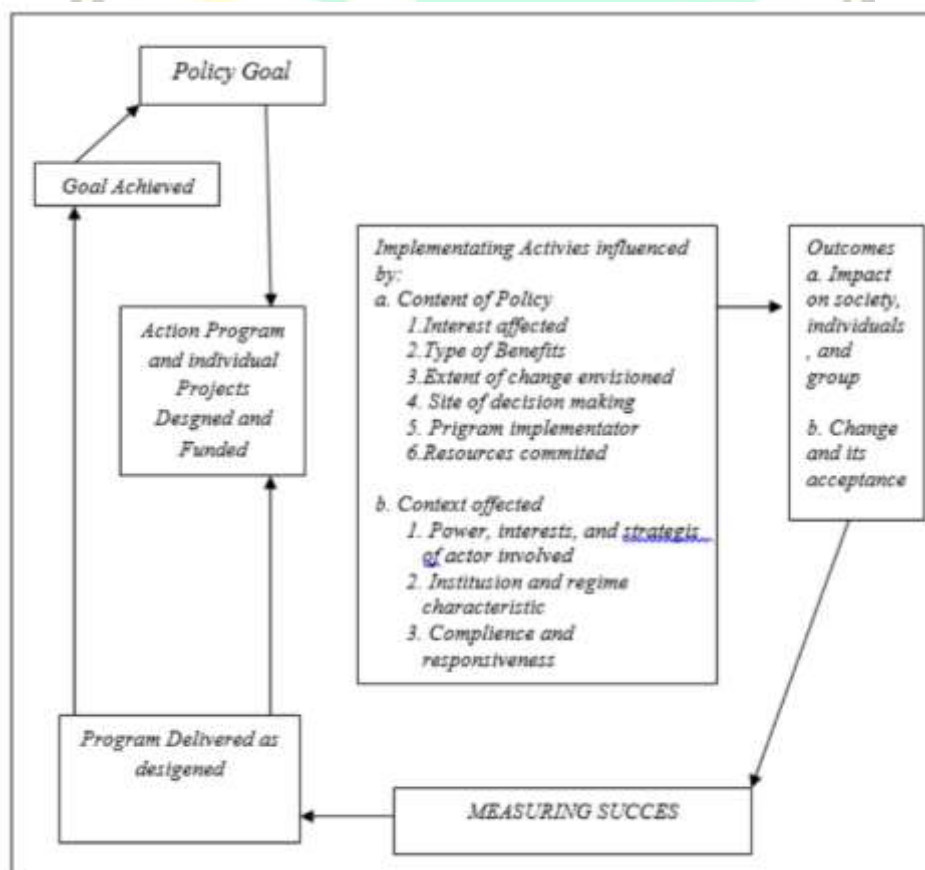 Policy Goal
Goal Achieved
Action Program
and individual
Projects
Desgned and
Funded
Implementating Activies influenced
by:
a. Content of Policy
1.Interest affected
2.Type of Benefits
3.Extent of change envisioned
4. Site of decision making
5. Prigram implementator
6.Resources commited
b. Context offected
1. Power, interests, and strategis
of actor involved
2. Institusion and regime
characteristic
3. Complience and
responsiveness
Outcomes
a. Impact
on society,
individuals
, and
group
b. Change
and its
acceptance
Program Delivered as
desigened
MEASURING SUCCES